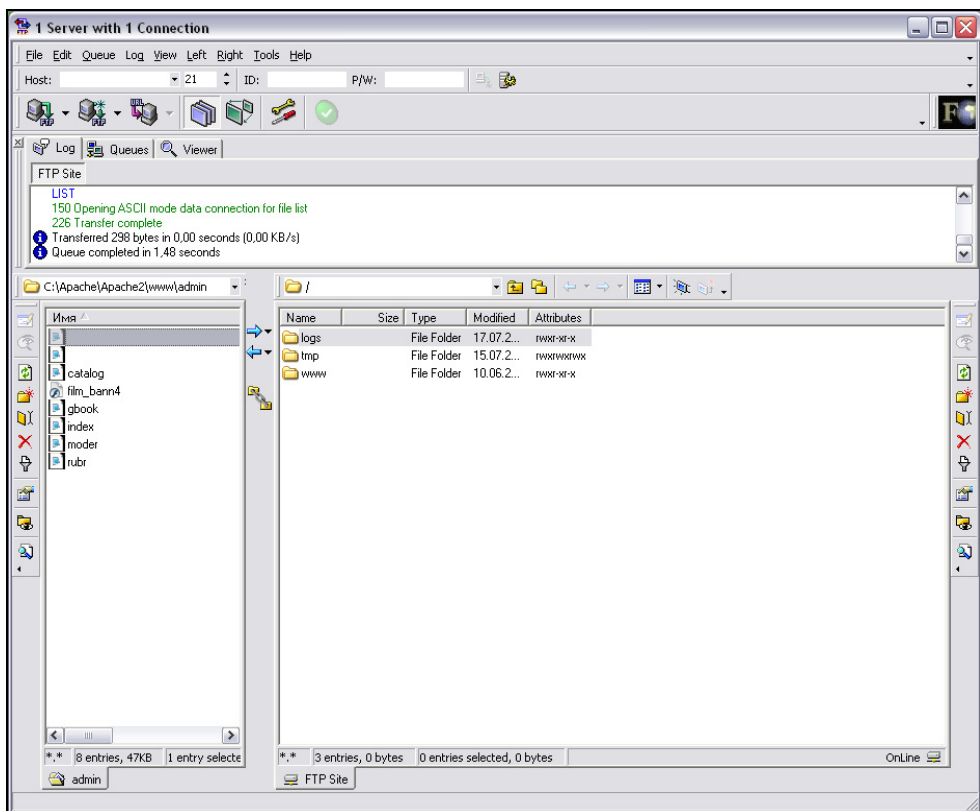 1 Server with 1 Connection
File Edit Queue Log View Left Right Tools Help
Host: 21 ID: P/W:
Log Queues Viewer
FTP Site
LIST
150 Opening ASCII mode data connection for file list
226 Transfer complete
Transferred 298 bytes in 0,00 seconds (0,00 KB/s)
Queue completed in 1,48 seconds
C:\Apache\Apache2\www\admin /
Имя
catalog
film_bann4
gbook
index
moder
rubr
Name Size Type Modified Attributes
logs File Folder 17.07.2... rwxr-xr-x
tmp File Folder 15.07.2... rwxrwxrwx
www File Folder 10.06.2... rwxr-xr-x
*.* 8 entries, 47KB 1 entry selecte
*.* 3 entries, 0 bytes 0 entries selected, 0 bytes OnLine
admin
FTP Site